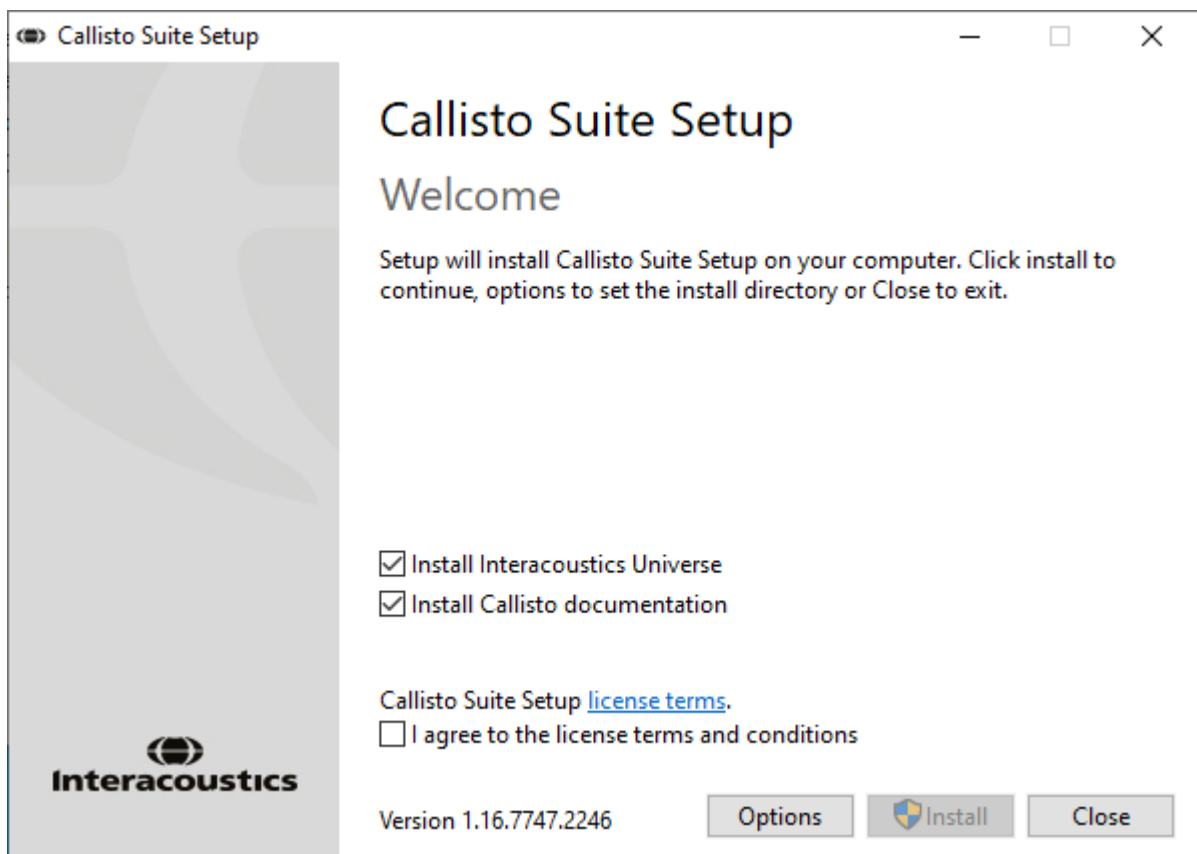 Callisto Suite Setup
Callisto Suite Setup
Welcome
Setup will install Callisto Suite Setup on your computer. Click install to
continue, options to set the install directory or Close to exit.
Install Interacoustics Universe
Install Callisto documentation
Callisto Suite Setup license terms.
I agree to the license terms and conditions
Interacoustics
Version 1.16.7747.2246
Options
Install
Close